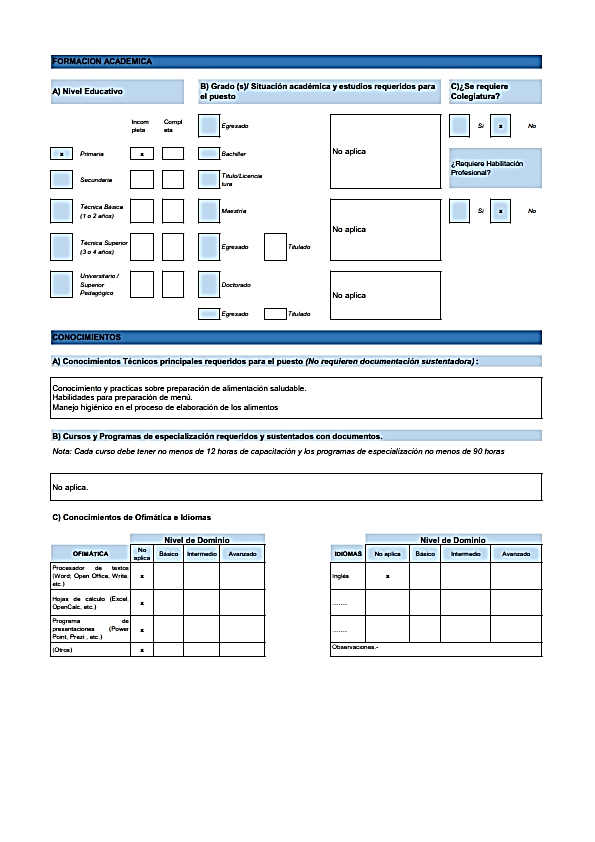 FORMACION ACADEMICA
A) Nivel Educativo
B) Grado (s)/ Situación académica y estudios requeridos para
el puesto
C)¿Se requiere
Colegiatura?
Incom
pleta
Compl
eta
Egresado
Si x No
No aplica
x Primaria x
Bachiller
¿Requiere Habilitación
Profesional?
Secundaria
Título/Licencia
tura
Técnica Básica
(1 o 2 años)
Maestría
Si x No
No aplica
Técnica Superior
(3 o 4 años)
Egresado Titulado
Universitario /
Superior
Pedagógico
Doctorado
No aplica
Egresado Titulado
CONOCIMIENTOS
A) Conocimientos Técnicos principales requeridos para el puesto (No requieren documentación sustentadora) :
Conocimiento y practicas sobre preparación de alimentación saludable.
Habilidades para preparación de menú.
Manejo higiénico en el proceso de elaboración de los alimentos
B) Cursos y Programas de especialización requeridos y sustentados con documentos.
Nota: Cada curso debe tener no menos de 12 horas de capacitación y los programas de especialización no menos de 90 horas
No aplica.
C) Conocimientos de Ofimática e Idiomas
Nivel de Dominio
OFIMÁTICA No aplica Básico Intermedio Avanzado
Procesador de textos
(Word; Open Office, Write,
etc.) x
Hojas de cálculo (Excel,
OpenCalc, etc.) x
Programa de
presentaciones (Power
Point, Prezi , etc.) x
(Otros) x
Nivel de Dominio
IDIOMAS No aplica Básico Intermedio Avanzado
Inglés x
.........
.........
Observaciones.-